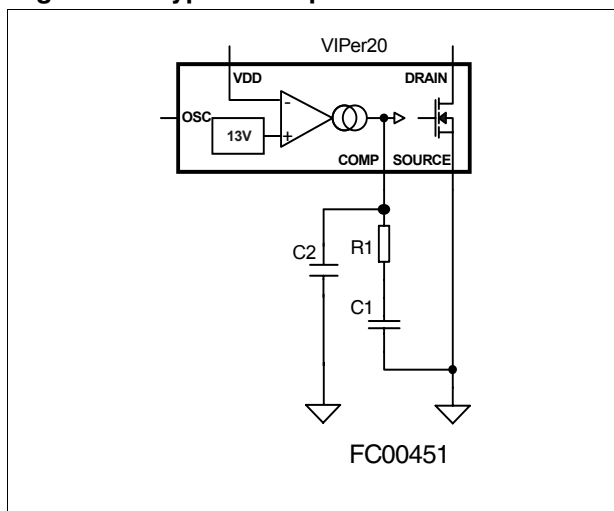 VIPer20
VDD
DRAIN
OSC
13V
-
+
COMP SOURCE
C2
R1
C1
FC00451